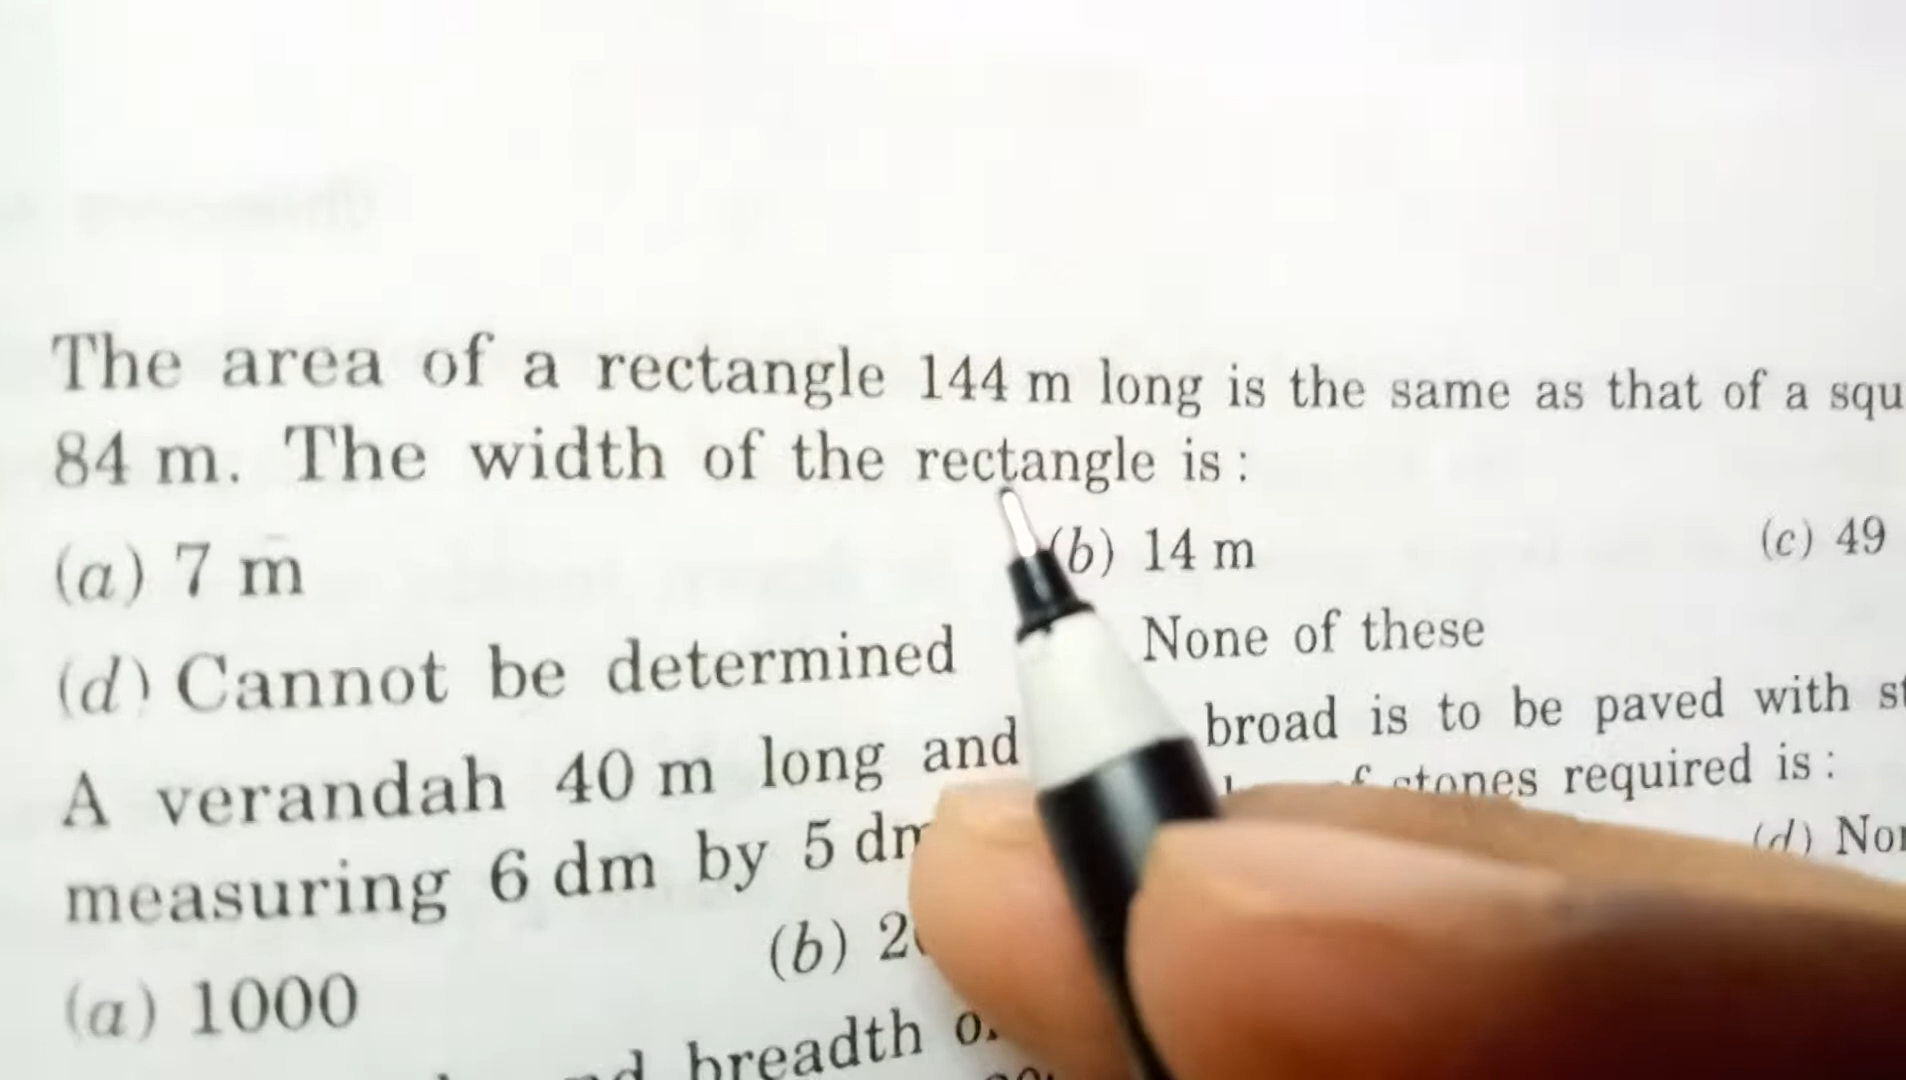 The area of a rectangle 144 m long is the same as that of a squ
84 m. The width of the rectangle is :
(a) 7 m (b) 14 m (c) 49
(d) Cannot be determined None of these
A verandah 40 m long and broad is to be paved with st
measuring 6 dm by 5 dm stones required is :
(a) 1000 (b) 2 (d) Non
breadth